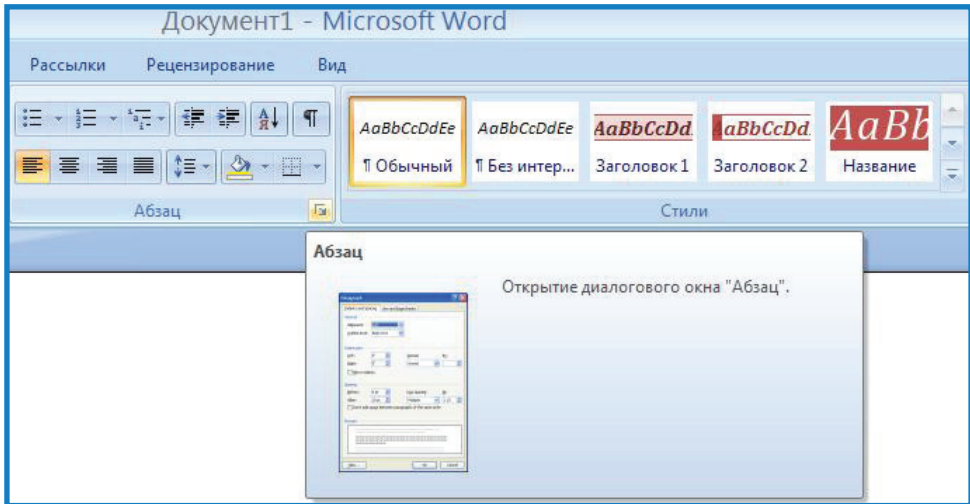 Документ1 - Microsoft Word
Рассылки Рецензирование Вид
AaBbCcDdEe AaBbCcDdEe AaBbCcDd AaBbCcDd AaBb
¶ Обычный ¶ Без интер... Заголовок 1 Заголовок 2 Название
Абзац Стили
Абзац
Открытие диалогового окна "Абзац".